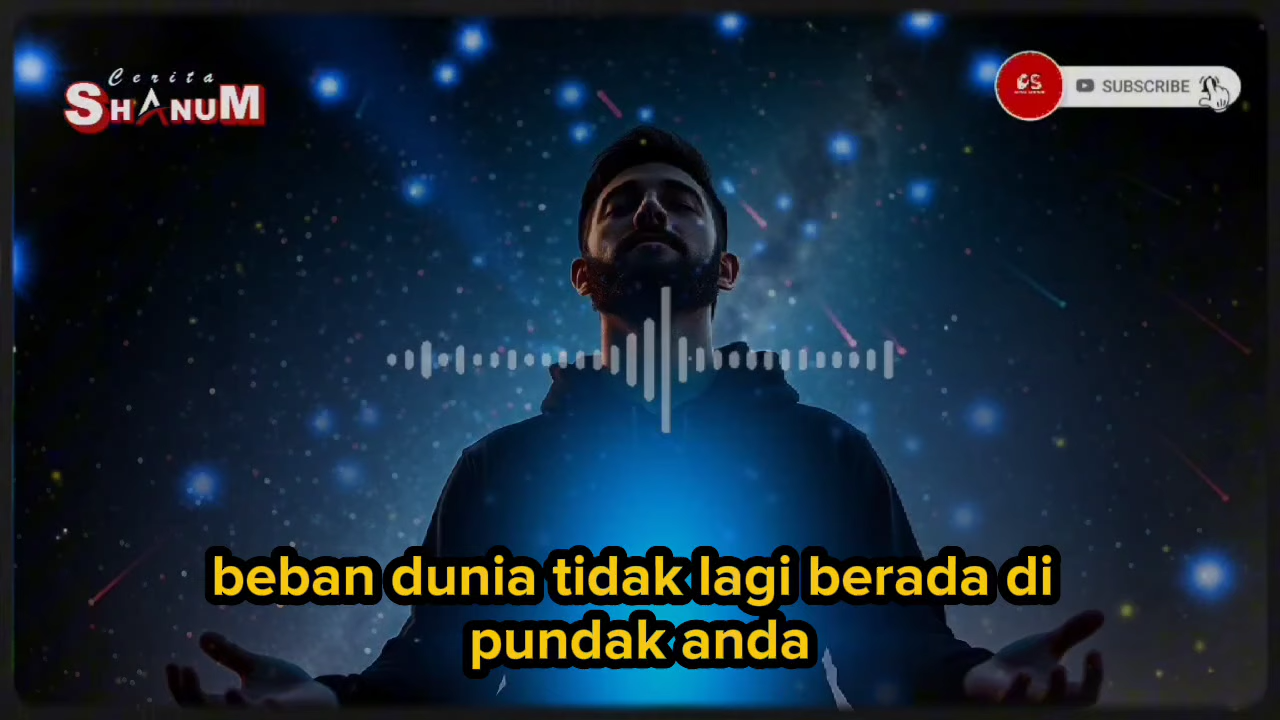 Cerita
SHANUM
SUBSCRIBE
beban dunia tidak lagi berada di
pundak anda